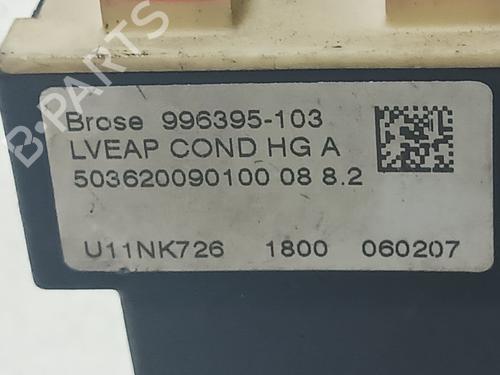 B-PARTS
Brose 996395-103
LVEAP COND HG A
503620090100 08 8.2
U11NK726 1800 060207